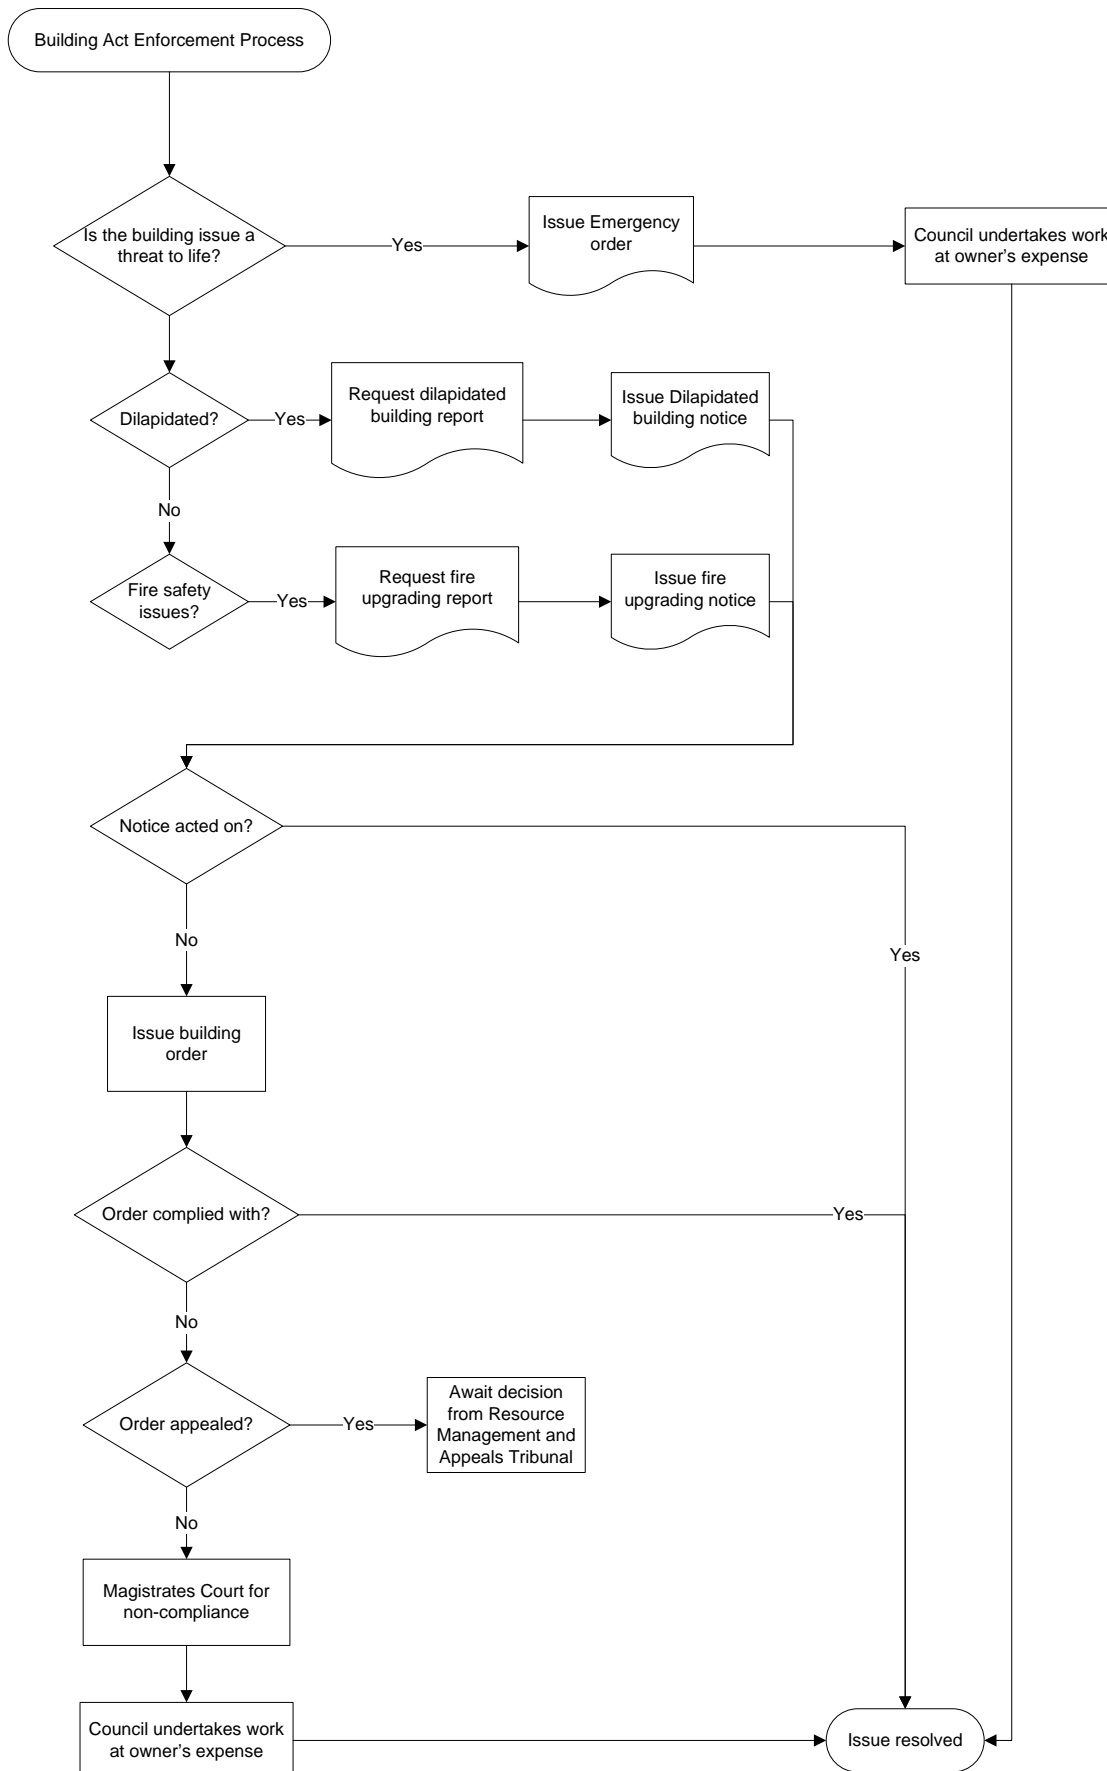 Building Act Enforcement Process
Is the building issue a
threat to life?
Yes
Issue Emergency
order
Council undertakes work
at owner's expense
Dilapidated?
Yes
Request dilapidated
building report
Issue Dilapidated
building notice
No
Fire safety
issues?
Yes
Request fire
upgrading report
Issue fire
upgrading notice
Notice acted on?
No
Yes
Issue building
order
Order complied with?
Yes
No
Order appealed?
Yes
Await decision
from Resource
Management and
Appeals Tribunal
No
Magistrates Court for
non-compliance
Council undertakes work
at owner's expense
Issue resolved